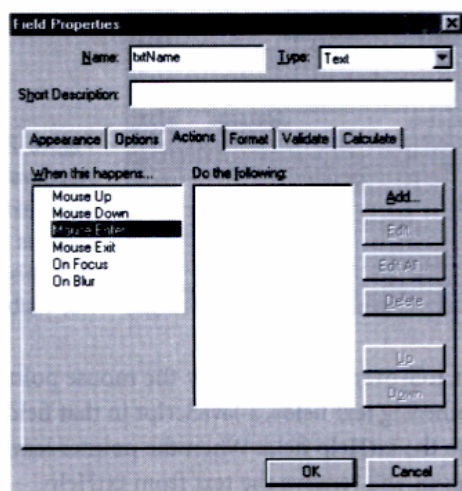 Field Properties
Name: txtName Type: Text
Short Description:
Appearance Options Actions Format Validate Calculate
When this happens... Do the following:
Mouse Up
Mouse Down
Mouse Enter
Mouse Exit
On Focus
On Blur
Add...
Edit...
Edit All...
Delete
Up
Down
OK Cancel